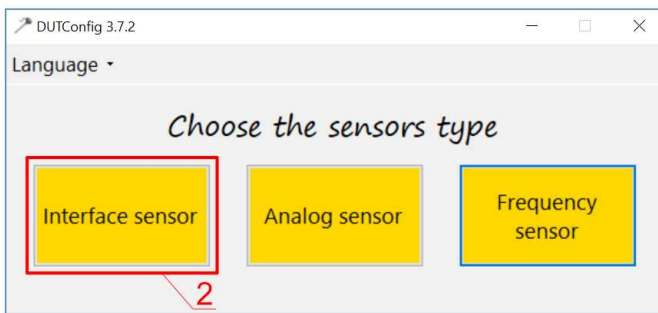 DUTConfig 3.7.2
Language
Choose the sensors type
Interface sensor
Analog sensor
Frequency
sensor
2